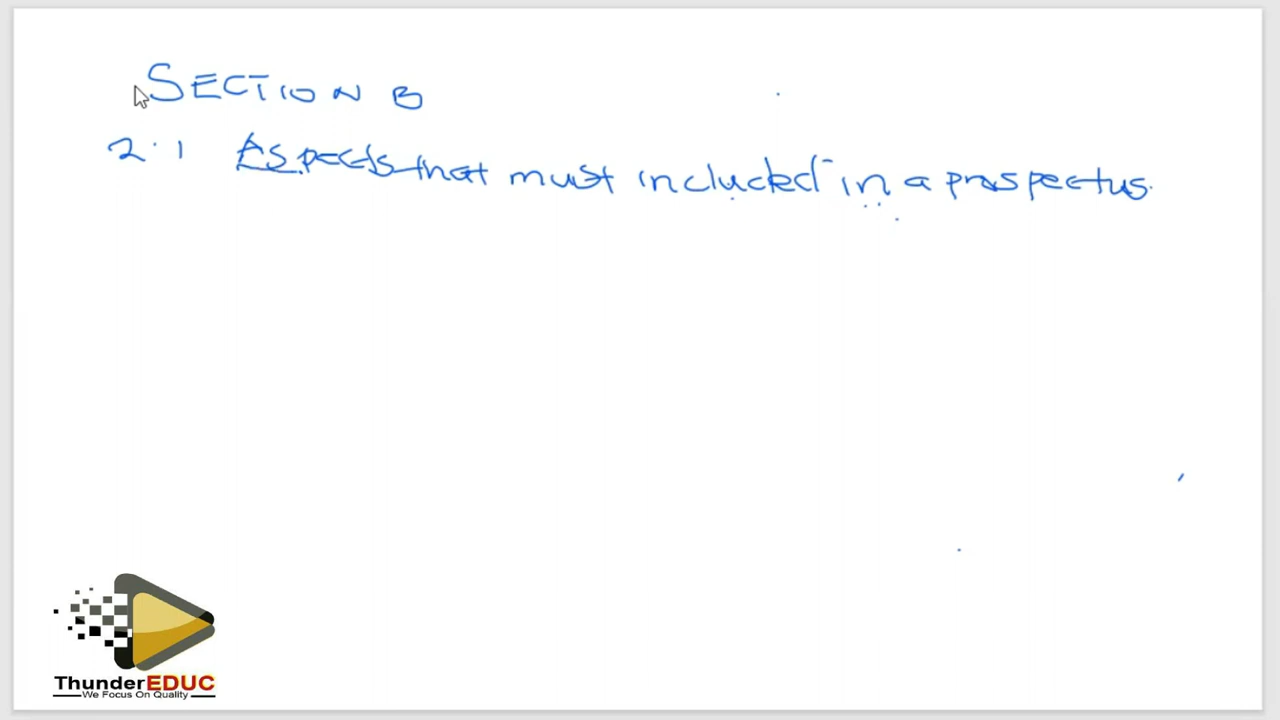 SECTION B
2.1 Aspects that must included in a prospectus.
ThunderEDUC
We Focus On Quality